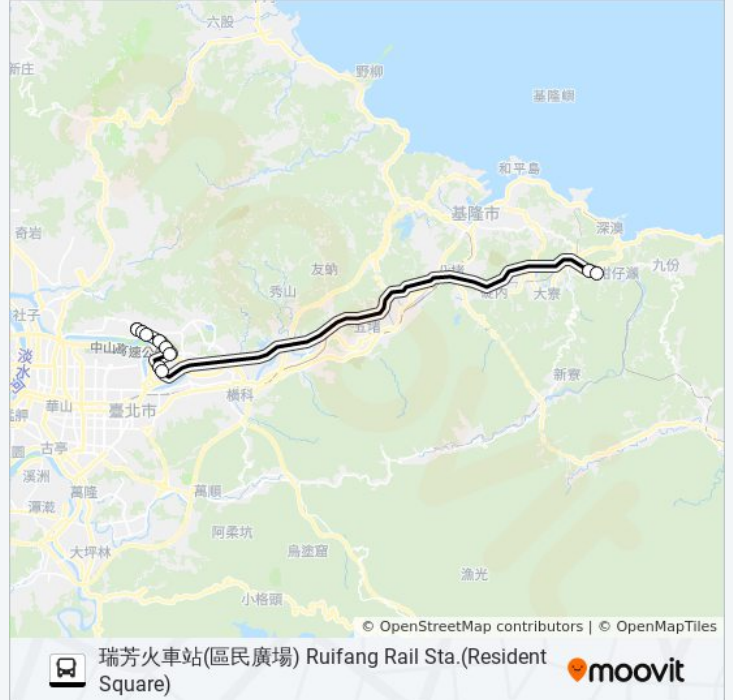 六股
新庄
野柳
基隆嶼
和平島
基隆市
深澳
奇岩
友蚋
九份
秀山
大寮
社子
五堵
淡水河
臺北市
橫科
新寮
華山
古亭
溪洲
萬隆
萬順
阿柔坑
大坪林
烏塗窟
漁光
小格頭
© OpenStreetMap contributors | © OpenMapTiles
瑞芳火車站(區民廣場) Ruifang Rail Sta.(Resident
Square)
moovit